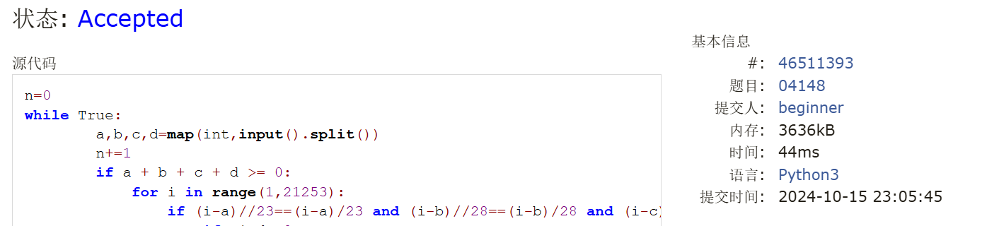 状态: Accepted
源代码
n=0
while True:
a,b,c,d=map(int,input().split())
n+=1
if a + b + c + d >= 0:
for i in range(1,21253):
if (i-a)//23==(i-a)/23 and (i-b)//28==(i-b)/28 and (i-c)
基本信息
#: 46511393
题目: 04148
提交人: beginner
内存: 3636kB
时间: 44ms
语言: Python3
提交时间: 2024-10-15 23:05:45